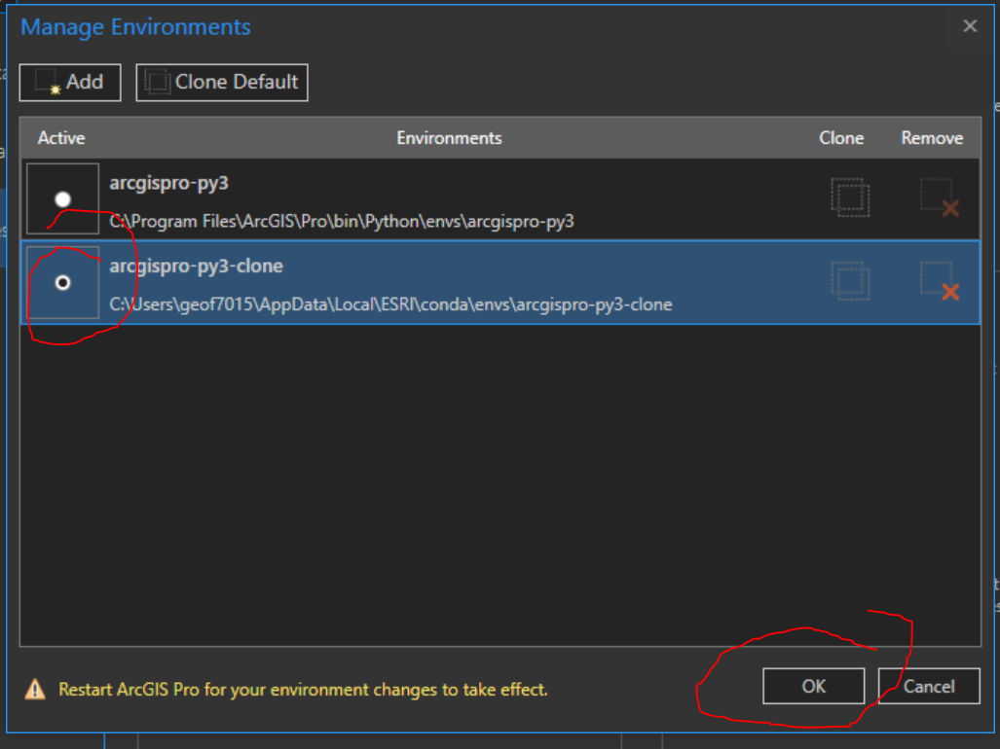 Manage Environments
Add
Clone Default
Active Environments Clone Remove
arcgispro-py3
C:\Program Files\ArcGIS\Pro\bin\Python\envs\arcgispro-py3
arcgispro-py3-clone
C:\Users\geof7015\AppData\Local\ESRI\conda\envs\arcgispro-py3-clone
Restart ArcGIS Pro for your environment changes to take effect.
OK
Cancel